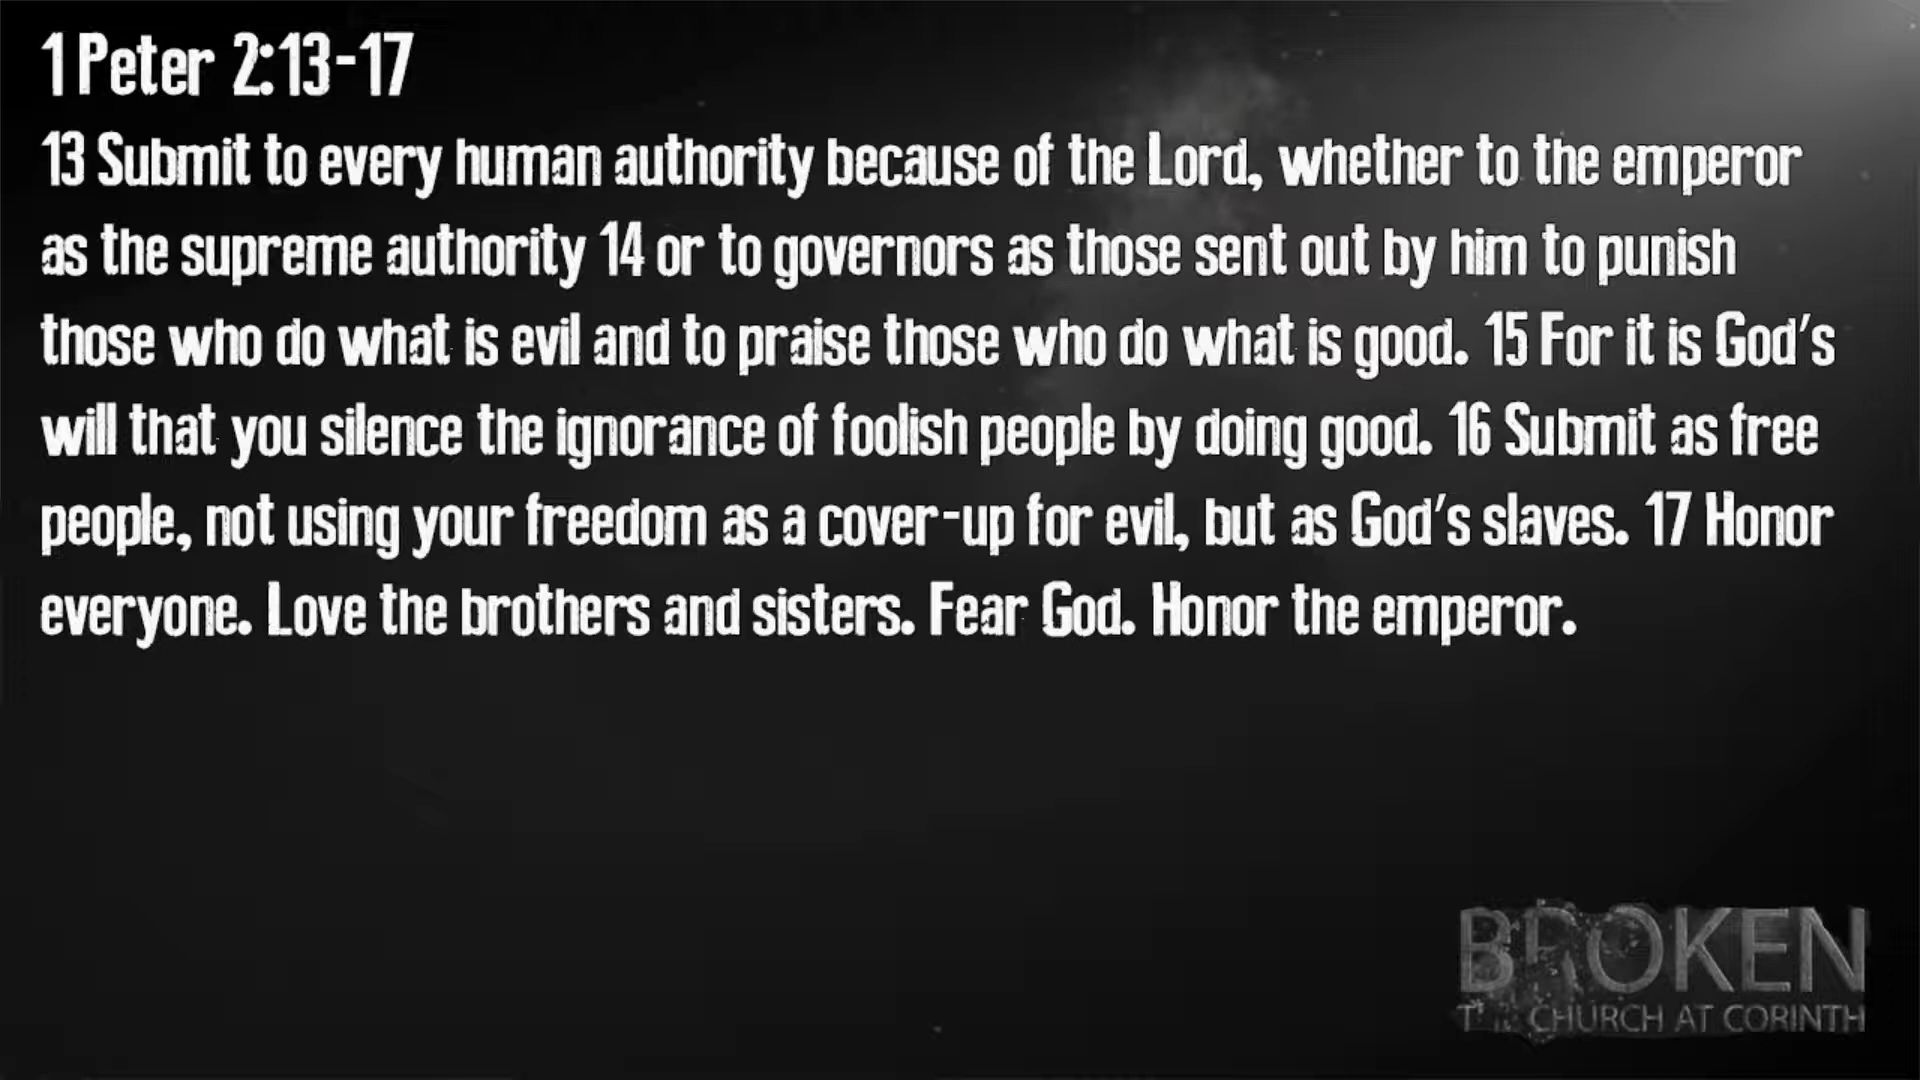 1 Peter 2:13-17
13 Submit to every human authority because of the Lord, whether to the emperor
as the supreme authority 14 or to governors as those sent out by him to punish
those who do what is evil and to praise those who do what is good. 15 For it is God's
will that you silence the ignorance of foolish people by doing good. 16 Submit as free
people, not using your freedom as a cover-up for evil, but as God's slaves. 17 Honor
everyone. Love the brothers and sisters. Fear God. Honor the emperor.
BROKEN
THE CHURCH AT CORINTH